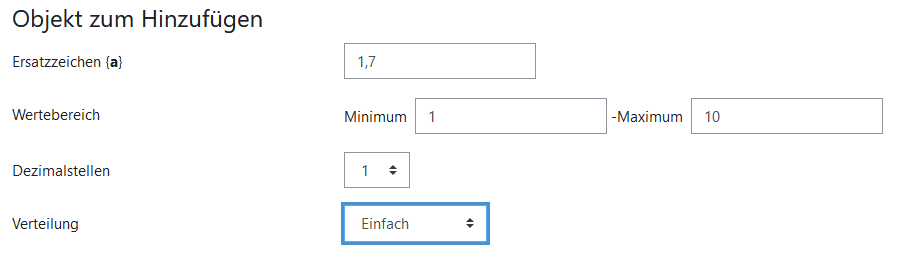 Objekt zum Hinzufügen
Ersatzzeichen {a} 1,7
Wertebereich Minimum 1 -Maximum 10
Dezimalstellen 1
Verteilung Einfach